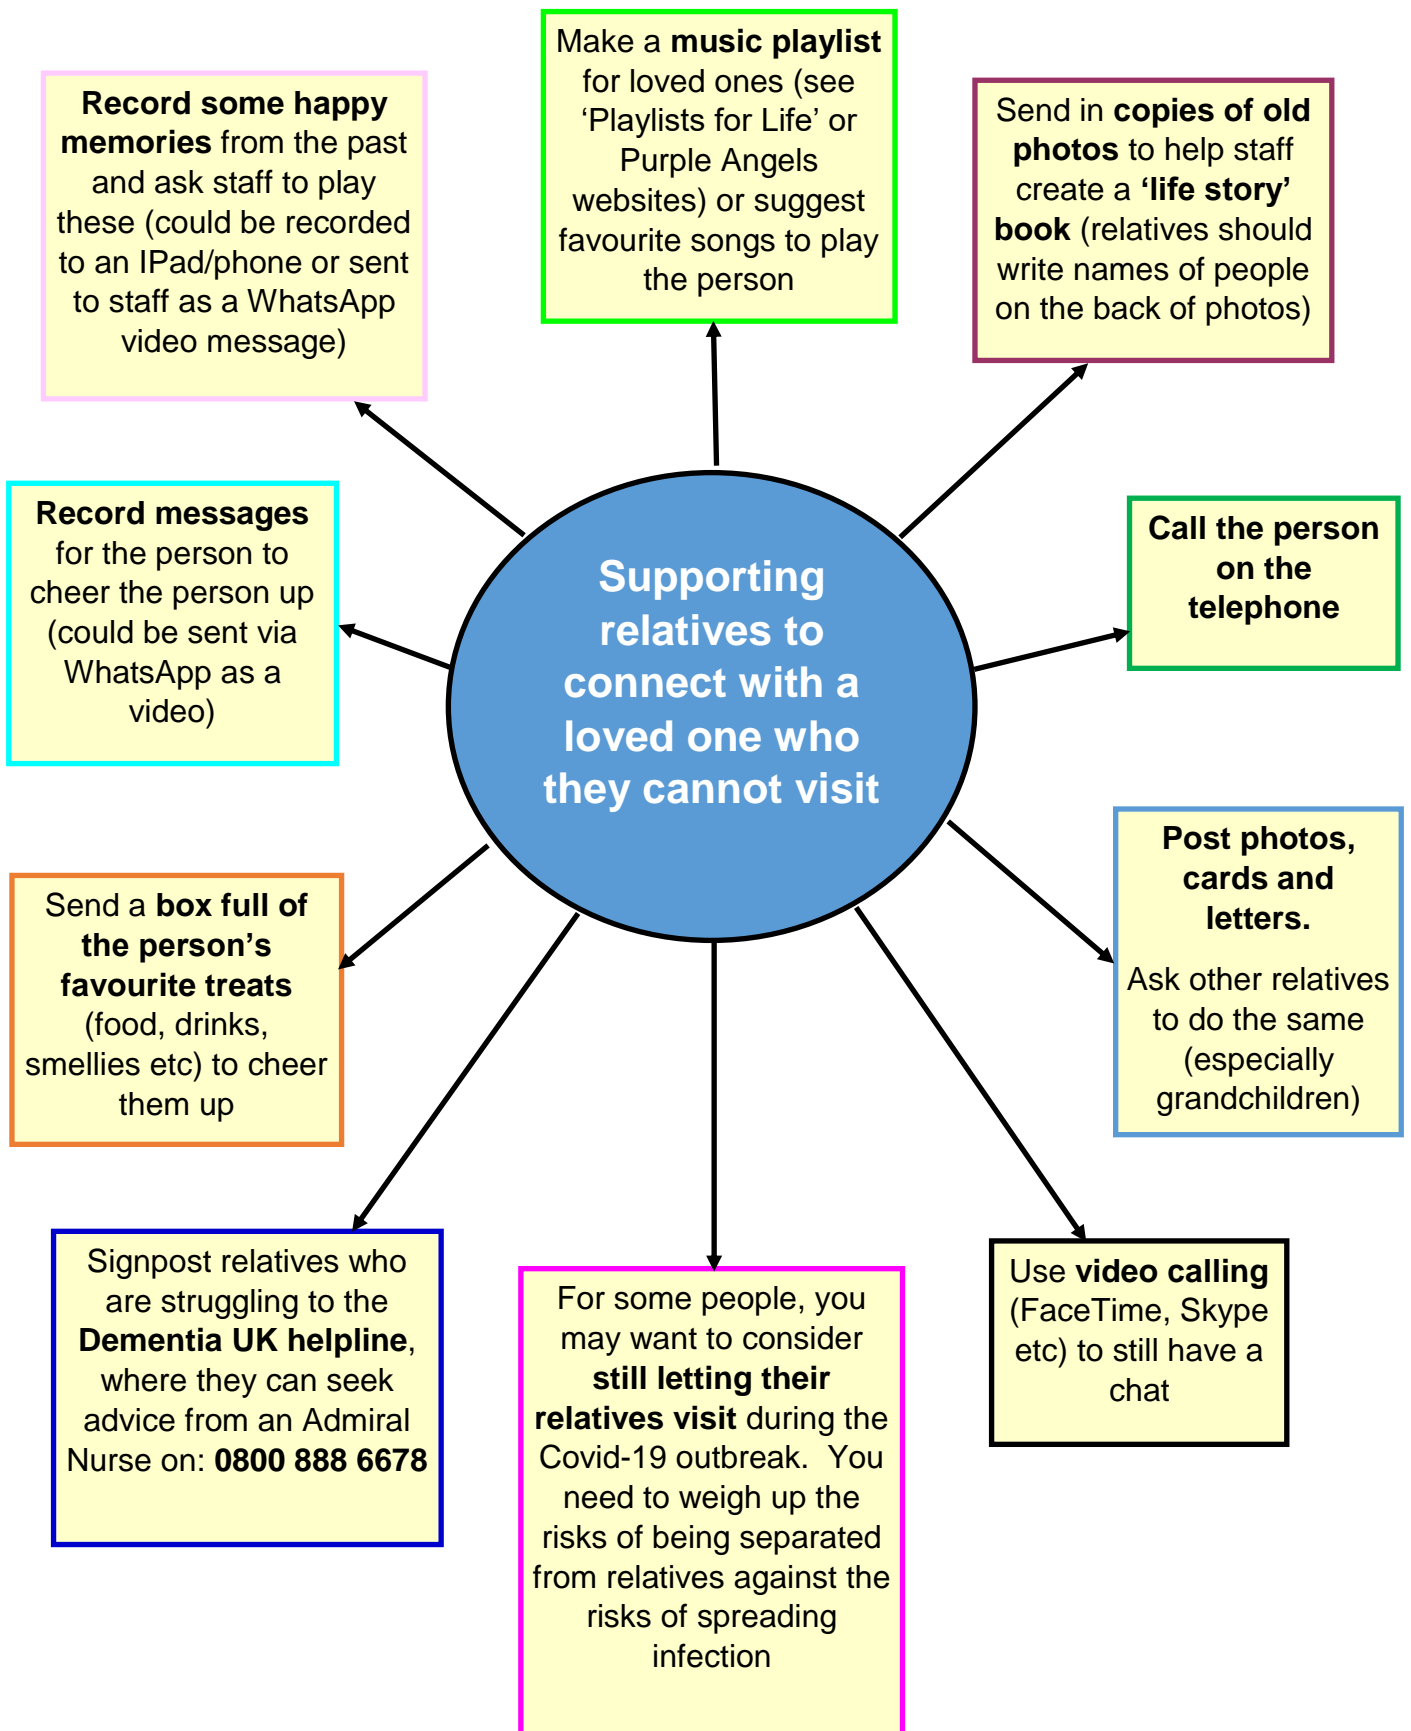 Make a music playlist
for loved ones (see
‘Playlists for Life’ or
Purple Angels
websites) or suggest
favourite songs to play
the person
Record some happy
memories from the past
and ask staff to play
these (could be recorded
to an IPad/phone or sent
to staff as a WhatsApp
video message)
Send in copies of old
photos to help staff
create a ‘life story’
book (relatives should
write names of people
on the back of photos)
Record messages
for the person to
cheer the person up
(could be sent via
WhatsApp as a
video)
Supporting
relatives to
connect with a
loved one who
they cannot visit
Call the person
on the
telephone
Send a box full of
the person’s
favourite treats
(food, drinks,
smellies etc) to cheer
them up
Post photos,
cards and
letters.
Ask other relatives
to do the same
(especially
grandchildren)
Signpost relatives who
are struggling to the
Dementia UK helpline,
where they can seek
advice from an Admiral
Nurse on: 0800 888 6678
For some people, you
may want to consider
still letting their
relatives visit during the
Covid-19 outbreak.  You
need to weigh up the
risks of being separated
from relatives against the
risks of spreading
infection
Use video calling
(FaceTime, Skype
etc) to still have a
chat